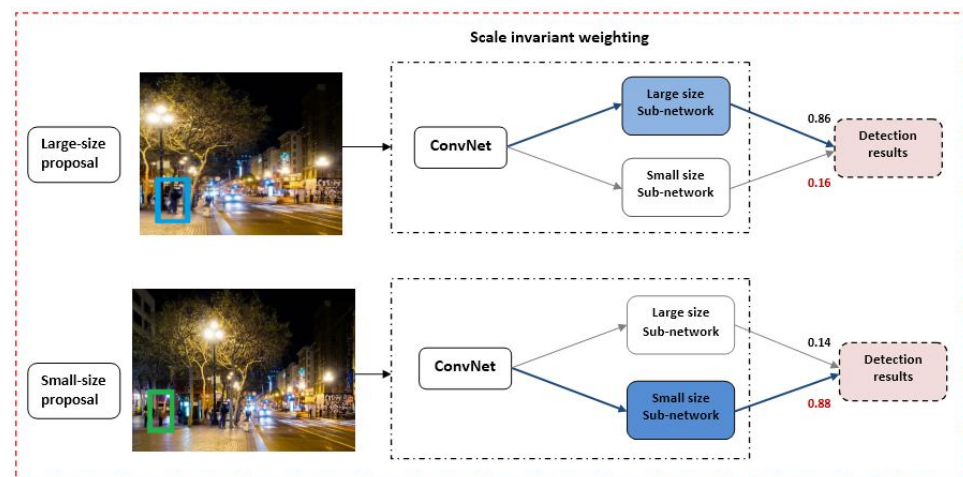 Scale invariant weighting
Large-size
proposal
ConvNet
Large size
Sub-network
Small size
Sub-network
0.86
0.16
Detection
results
Small-size
proposal
ConvNet
Large size
Sub-network
Small size
Sub-network
0.14
0.88
Detection
results